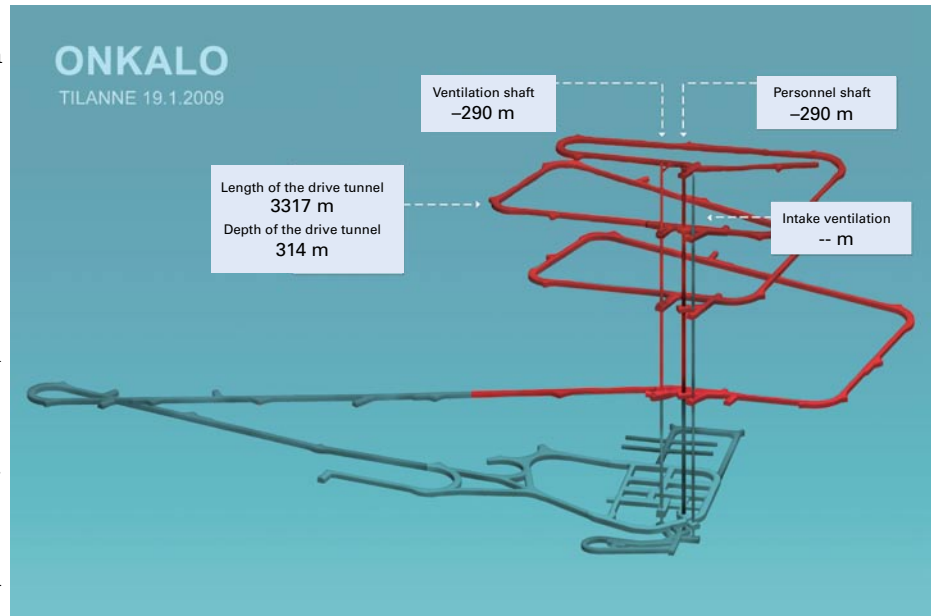 ONKALO
TILANNE 19.1.2009
Ventilation shaft
–290 m
Personnel shaft
–290 m
Length of the drive tunnel
3317 m
Depth of the drive tunnel
314 m
Intake ventilation
-- m